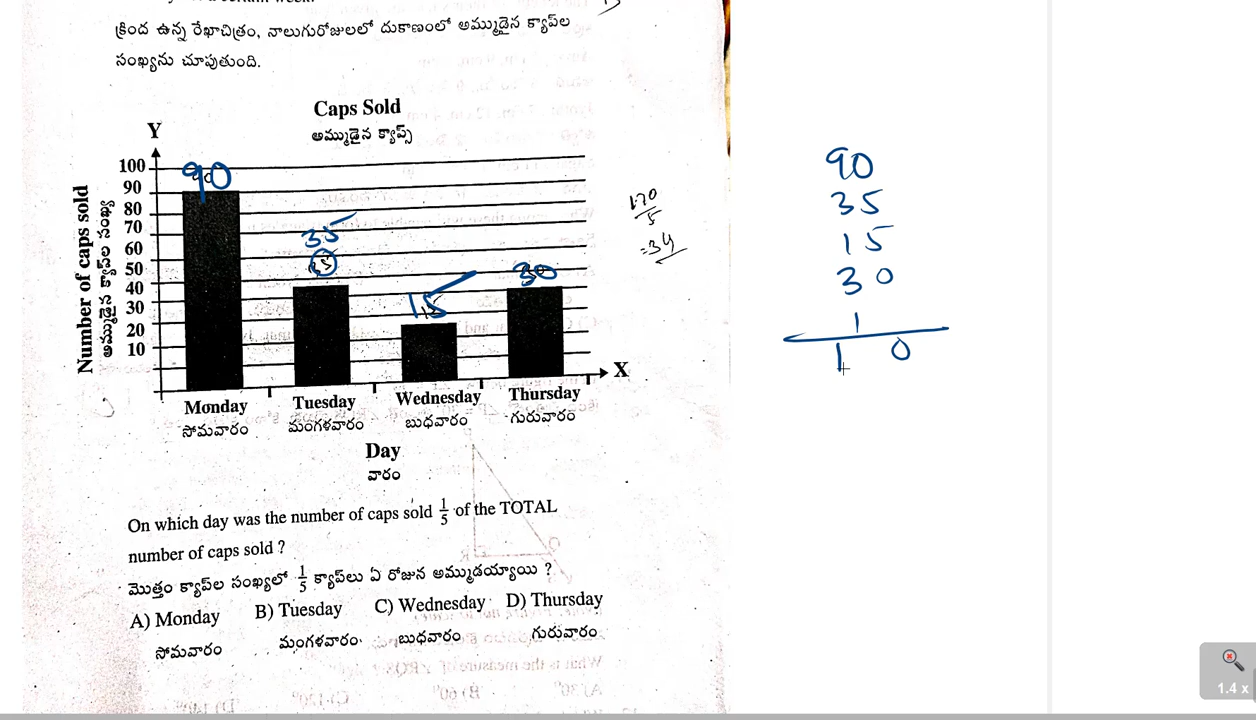 క్రింద ఉన్న రేఖాచిత్రం, నాలుగురోజులలో దుకాణంలో అమ్ముడైన క్యాప్‌ల
సంఖ్యను చూపుతుంది.
Caps Sold
అమ్ముడైన క్యాప్స్
Y
Number of caps sold
అమ్ముడైన క్యాప్‌ల సంఖ్య
100
90
80
70
60
50
40
30
20
10
90
35
15
30
X
Monday Tuesday Wednesday Thursday
సోమవారం మంగళవారం బుధవారం గురువారం
Day
వారం
On which day was the number of caps sold 1/5 of the TOTAL
number of caps sold ?
మొత్తం క్యాప్‌ల సంఖ్యలో 1/5 క్యాప్‌లు ఏ రోజున అమ్ముడయ్యాయి ?
A) Monday B) Tuesday C) Wednesday D) Thursday
సోమవారం మంగళవారం బుధవారం గురువారం
170/5
=34
90
35
15
30
1
1 0
1.4 x